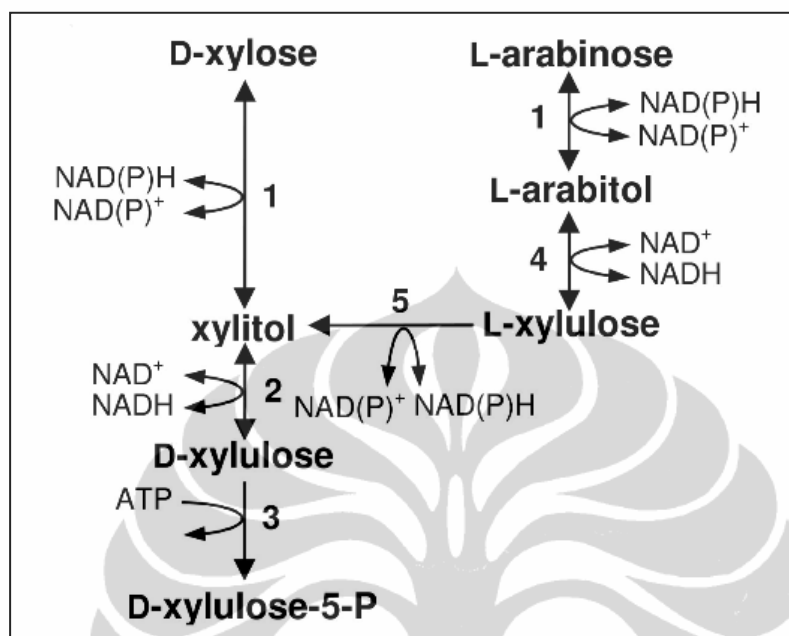 D-xylose
L-arabinose
1
NAD(P)H
NAD(P)⁺
L-arabitol
NAD(P)H
NAD(P)⁺
1
4
NAD⁺
NADH
5
xylitol
L-xylulose
NAD⁺
NADH
2
NAD(P)⁺ NAD(P)H
D-xylulose
ATP
3
D-xylulose-5-P